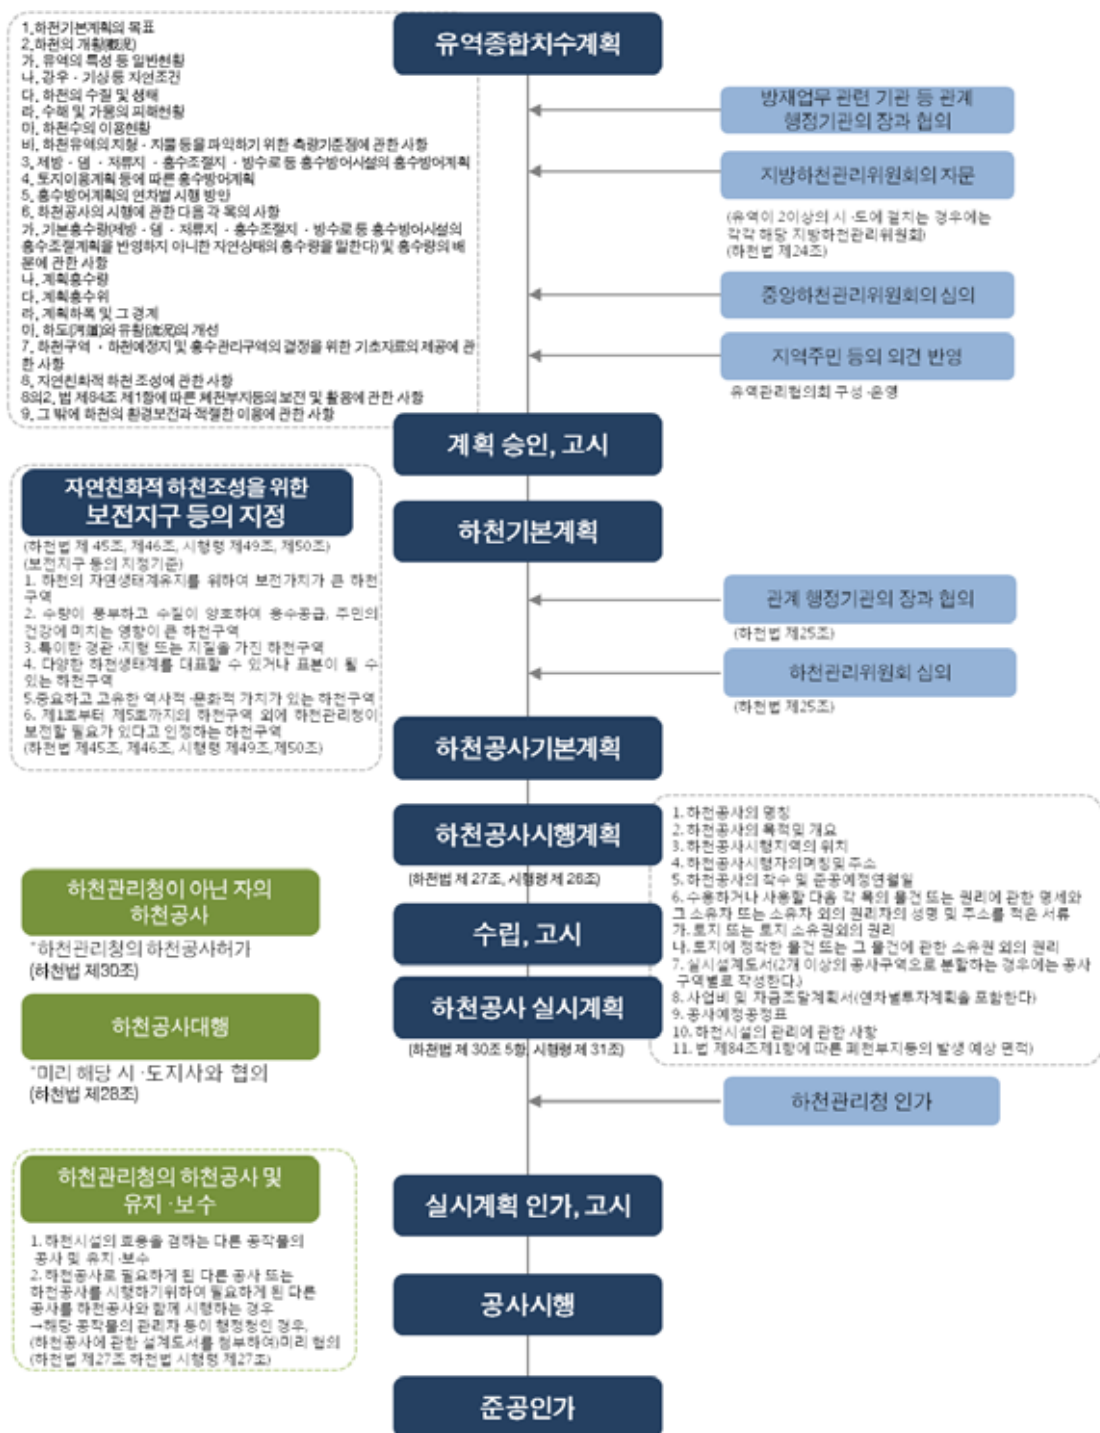 1. 하천기본계획의 목표
2. 하천의 개황(槪況)
가. 유역의 특성 등 일반현황
나. 강우 · 기상 등 자연조건
다. 하천의 수질 및 생태
라. 수해 및 가뭄의 피해현황
마. 하천수의 이용현황
바. 하천유역의 지형 · 지물 등을 파악하기 위한 측량기준점에 관한 사항
3. 제방 · 댐 · 저류지 · 홍수조절지 · 방수로 등 홍수방어시설의 홍수방어계획
4. 토지이용계획 등에 따른 홍수방어계획
5. 홍수방어계획의 연차별 시행 방안
6. 하천공사의 시행에 관한 다음 각 목의 사항
가. 기본홍수량(제방 · 댐 · 저류지 · 홍수조절지 · 방수로 등 홍수방어시설의
홍수조절계획을 반영하지 아니한 자연상태의 홍수량을 말한다) 및 홍수량의 배
분에 관한 사항
나. 계획홍수량
다. 계획홍수위
라. 계획하폭 및 그 경계
마. 하도(河道)와 유황(流況)의 개선
7. 하천구역 · 하천예정지 및 홍수관리구역의 결정을 위한 기초자료의 제공에 관
한 사항
8. 자연친화적 하천 조성에 관한 사항
8의2. 법 제84조 제1항에 따른 폐천부지등의 보전 및 활용에 관한 사항
9. 그 밖에 하천의 환경보전과 적절한 이용에 관한 사항
유역종합치수계획
방재업무 관련 기관 등 관계
행정기관의 장과 협의
지방하천관리위원회의 자문
(유역이 2이상의 시·도에 걸치는 경우에는
각각 해당 지방하천관리위원회)
(하천법 제24조)
중앙하천관리위원회의 심의
지역주민 등의 의견 반영
유역관리협의회 구성·운영
계획 승인, 고시
자연친화적 하천조성을 위한
보전지구 등의 지정
(하천법 제 45조, 제46조, 시행령 제49조, 제50조)
(보전지구 등의 지정기준)
1. 하천의 자연생태계유지를 위하여 보전가치가 큰 하천
구역
2. 수량이 풍부하고 수질이 양호하여 용수공급, 주민의
건강에 미치는 영향이 큰 하천구역
3. 특이한 경관·지형 또는 지질을 가진 하천구역
4. 다양한 하천생태계를 대표할 수 있거나 표본이 될 수
있는 하천구역
5.중요하고 고유한 역사적·문화적 가치가 있는 하천구역
6. 제1호부터 제5호까지의 하천구역 외에 하천관리청이
보전할 필요가 있다고 인정하는 하천구역
(하천법 제45조, 제46조, 시행령 제49조,제50조)
하천기본계획
관계 행정기관의 장과 협의
(하천법 제25조)
하천관리위원회 심의
(하천법 제25조)
하천공사기본계획
하천공사시행계획
(하천법 제 27조, 시행령 제 26조)
1. 하천공사의 명칭
2. 하천공사의 목적및 개요
3. 하천공사시행지역의 위치
4. 하천공사시행자의며칭및 주소
5. 하천공사의 착수 및 준공예정연월일
6. 수용하거나 사용할 다음 각 목의 물건 또는 권리에 관한 명세와
그 소유자 또는 소유자 외의 권리자의 성명 및 주소를 적은 서류
가. 토지 또는 토지 소유권외의 권리
나. 토지에 정착한 물건 또는 그 물건에 관한 소유권 외의 권리
7. 실시설계도서(2개 이상의 공사구역으로 분할하는 경우에는 공사
구역별로 작성한다.)
8. 사업비 및 자금조달계획서(연차별투자계획을 포함한다)
9. 공사예정공정표
10. 하천시설의 관리에 관한 사항
11. 법 제84조제1항에 따른 폐천부지등의 발생 예상 면적)
하천관리청이 아닌 자의
하천공사
*하천관리청의 하천공사허가
(하천법 제30조)
수립, 고시
하천공사대행
*미리 해당 시·도지사와 협의
(하천법 제28조)
하천공사 실시계획
(하천법 제 30조 5항, 시행령 제 31조)
하천관리청 인가
하천관리청의 하천공사 및
유지·보수
1. 하천시설의 효용을 겸하는 다른 공작물의
공사 및 유지·보수
2. 하천공사로 필요하게 된 다른 공사 또는
하천공사를 시행하기위하여 필요하게 된 다른
공사를 하천공사와 함께 시행하는 경우
→해당 공작물의 관리자 등이 행정청인 경우,
(하천공사에 관한 설계도서를 첨부하여)미리 협의
(하천법 제27조 하천법 시행령 제27조)
실시계획 인가, 고시
공사시행
준공인가